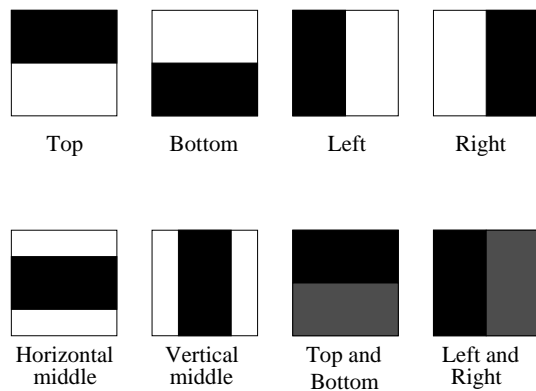 Top
Bottom
Left
Right
Horizontal
middle
Vertical
middle
Top and
Bottom
Left and
Right